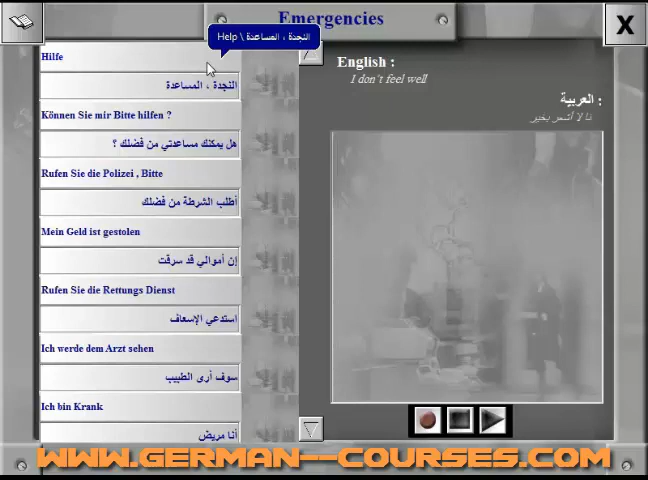 Emergencies
Help \ النجدة ، المساعدة
Hilfe
النجدة ، المساعدة
Können Sie mir Bitte hilfen ?
هل يمكنك مساعدتي من فضلك ؟
Rufen Sie die Polizei , Bitte
أطلب الشرطة من فضلك
Mein Geld ist gestolen
إن أموالي قد سرقت
Rufen Sie die Rettungs Dienst
استدعي الإسعاف
Ich werde dem Arzt sehen
سوف أرى الطبيب
Ich bin Krank
أنا مريض
English :
I don't feel well
العربية :
نا لا أشعر بخير
X
WWW.GERMAN--COURSES.COM